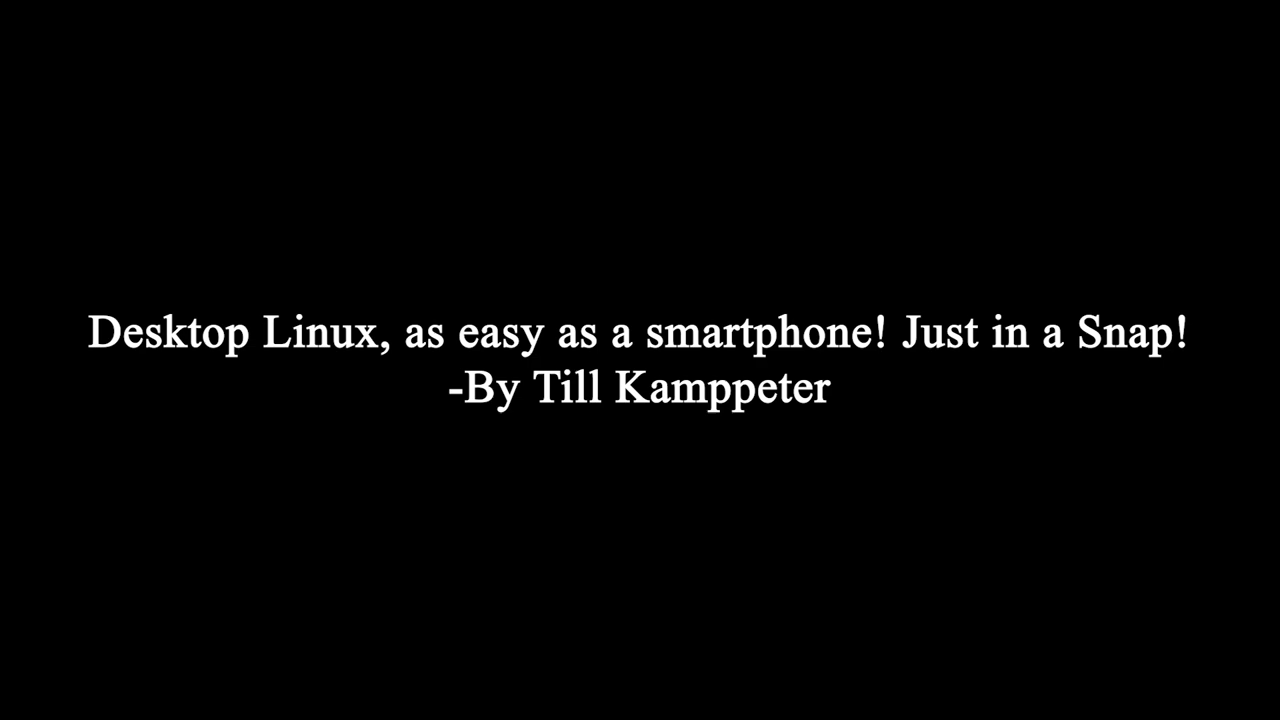 Desktop Linux, as easy as a smartphone! Just in a Snap!
-By Till Kamppeter